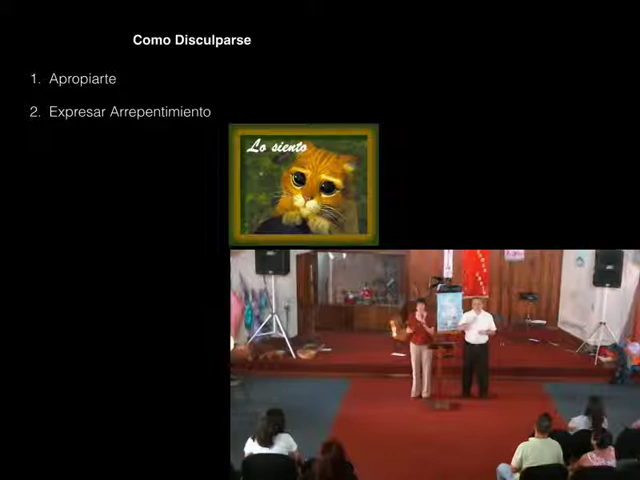 Como Disculparse
1. Apropiarte
2. Expresar Arrepentimiento
Lo siento